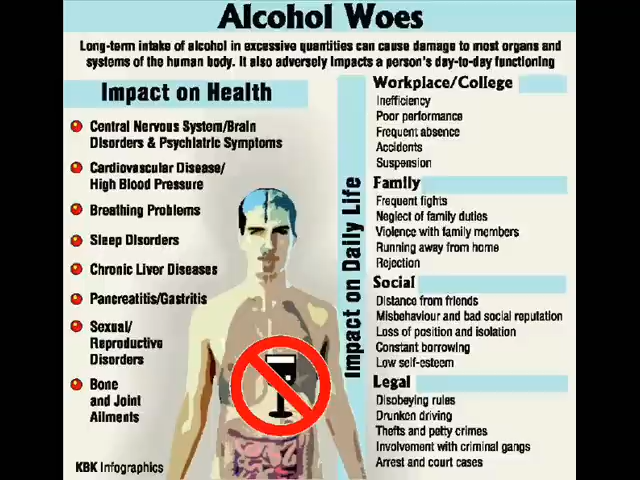 Alcohol Woes
Long-term intake of alcohol in excessive quantities can cause damage to most organs and
systems of the human body. It also adversely impacts a person's day-to-day functioning
Impact on Health
Central Nervous System/Brain
Disorders & Psychiatric Symptoms
Cardiovascular Disease/
High Blood Pressure
Breathing Problems
Sleep Disorders
Chronic Liver Diseases
Pancreatitis/Gastritis
Sexual/
Reproductive
Disorders
Bone
and Joint
Ailments
KBK Infographics
Impact on Daily Life
Workplace/College
Inefficiency
Poor performance
Frequent absence
Accidents
Suspension
Family
Frequent fights
Neglect of family duties
Violence with family members
Running away from home
Rejection
Social
Distance from friends
Misbehaviour and bad social reputation
Loss of position and isolation
Constant borrowing
Low self-esteem
Legal
Disobeying rules
Drunken driving
Thefts and petty crimes
Involvement with criminal gangs
Arrest and court cases